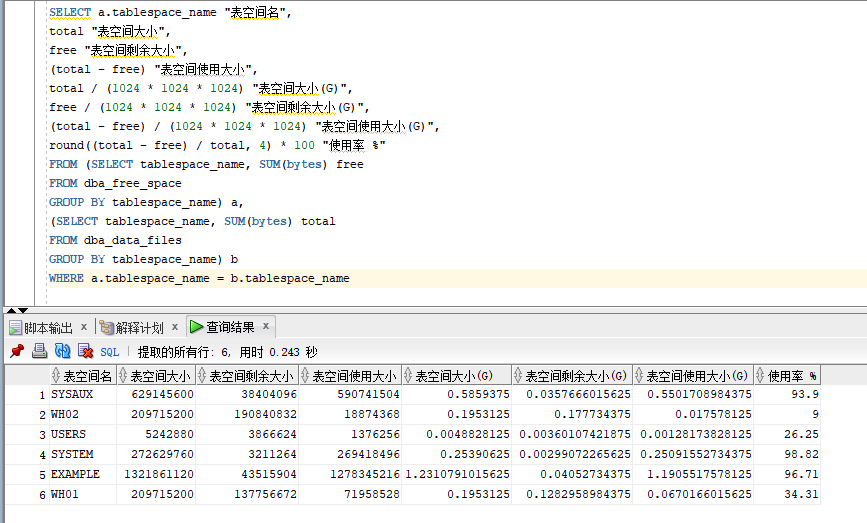 SELECT a.tablespace_name "表空间名",
total "表空间大小",
free "表空间剩余大小",
(total - free) "表空间使用大小",
total / (1024 * 1024 * 1024) "表空间大小(G)",
free / (1024 * 1024 * 1024) "表空间剩余大小(G)",
(total - free) / (1024 * 1024 * 1024) "表空间使用大小(G)",
round((total - free) / total, 4) * 100 "使用率 %"
FROM (SELECT tablespace_name, SUM(bytes) free
FROM dba_free_space
GROUP BY tablespace_name) a,
(SELECT tablespace_name, SUM(bytes) total
FROM dba_data_files
GROUP BY tablespace_name) b
WHERE a.tablespace_name = b.tablespace_name
脚本输出 x 解释计划 x 查询结果 x
SQL | 提取的所有行: 6, 用时 0.243 秒
表空间名 表空间大小 表空间剩余大小 表空间使用大小 表空间大小(G) 表空间剩余大小(G) 表空间使用大小(G) 使用率 %
1 SYSAUX 629145600 38404096 590741504 0.5859375 0.0357666015625 0.5501708984375 93.9
2 WH02 209715200 190840832 18874368 0.1953125 0.177734375 0.017578125 9
3 USERS 5242880 3866624 1376256 0.0048828125 0.00360107421875 0.00128173828125 26.25
4 SYSTEM 272629760 3211264 269418496 0.25390625 0.00299072265625 0.25091552734375 98.82
5 EXAMPLE 1321861120 43515904 1278345216 1.2310791015625 0.04052734375 1.1905517578125 96.71
6 WH01 209715200 137756672 71958528 0.1953125 0.1282958984375 0.0670166015625 34.31